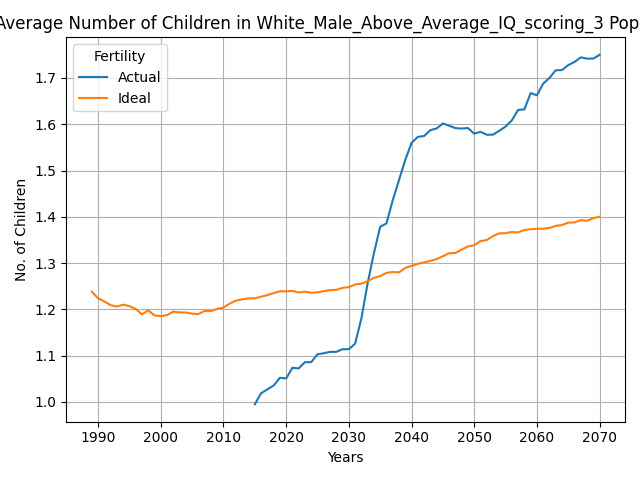 Average Number of Children in White_Male_Above_Average_IQ_scoring_3 Pop
Fertility
Actual
Ideal
1.7
1.6
1.5
1.4
1.3
1.2
1.1
1.0
No. of Children
1990 2000 2010 2020 2030 2040 2050 2060 2070
Years